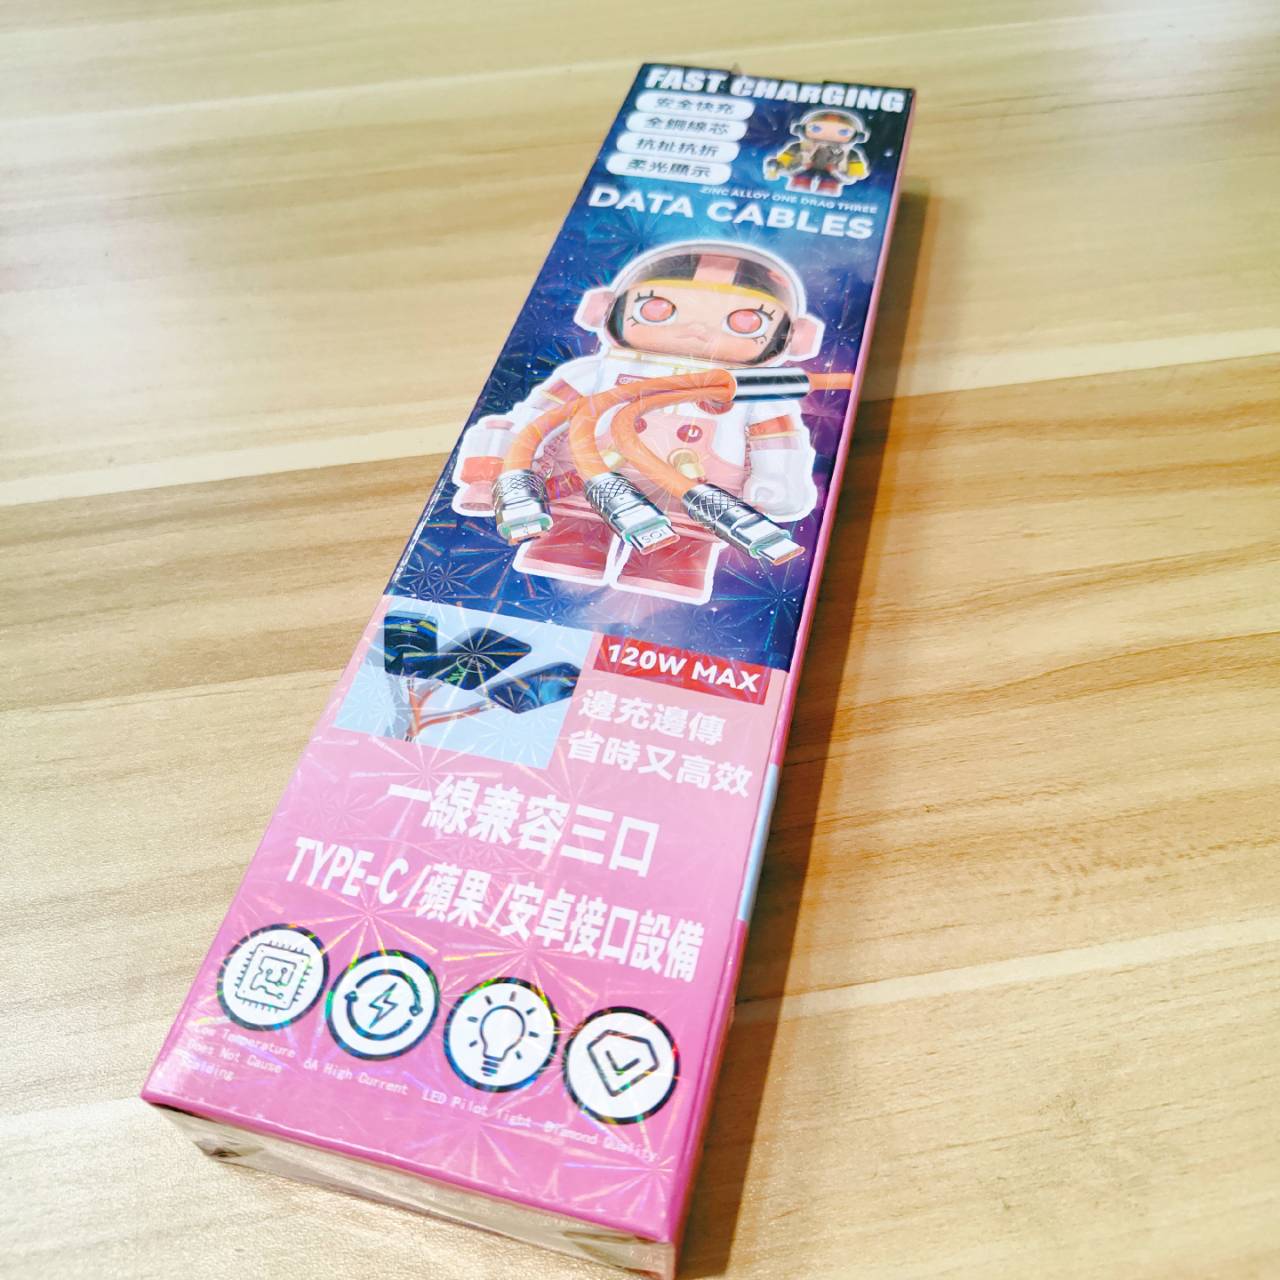 FAST CHARGING
安全快充
全銅線芯
抗扯抗折
柔光顯示
ZINC ALLOY ONE DRAG THREE
DATA CABLES
iOS
120W MAX
邊充邊傳
省時又高效
一線兼容三口
TYPE-C/蘋果/安卓接口設備
Low Temperature
Does Not Cause
6A High Current
LED Pilot light
Diamond Quality